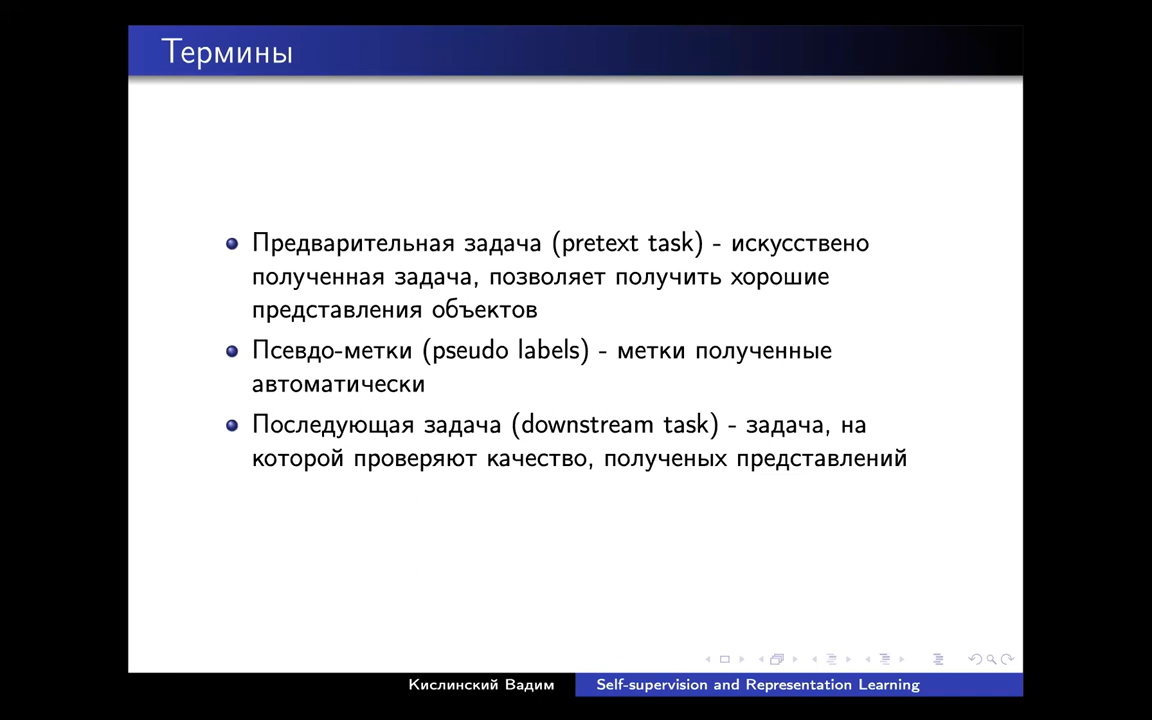 Термины
Предварительная задача (pretext task) - искусствено
полученная задача, позволяет получить хорошие
представления объектов
Псевдо-метки (pseudo labels) - метки полученные
автоматически
Последующая задача (downstream task) - задача, на
которой проверяют качество, полученых представлений
Кислинский Вадим
Self-supervision and Representation Learning